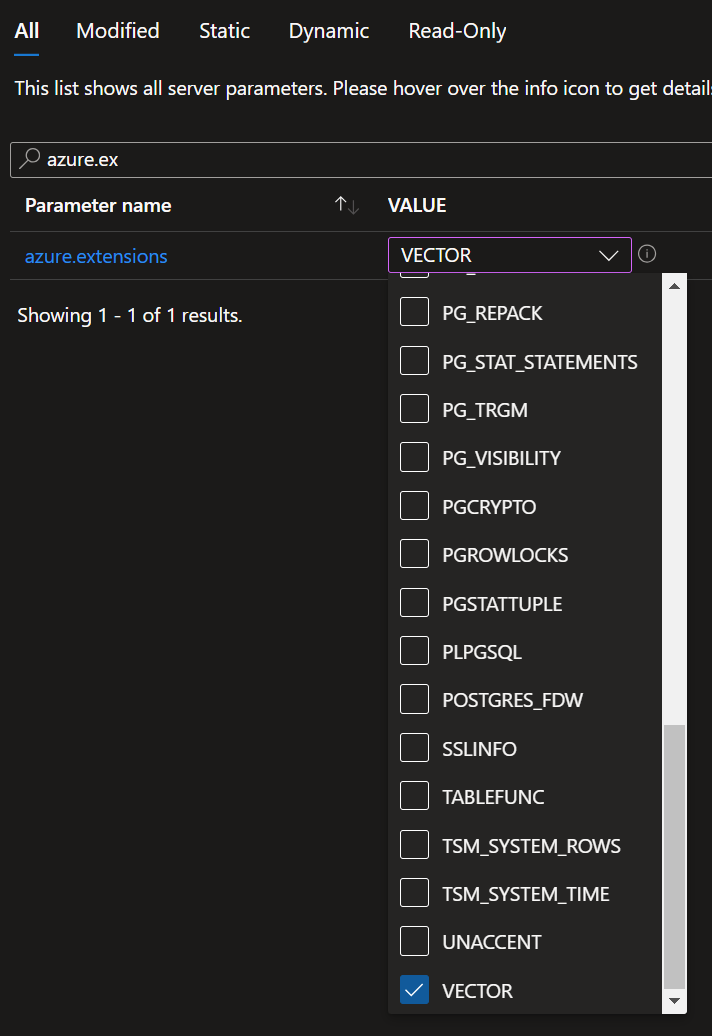 All Modified Static Dynamic Read-Only
This list shows all server parameters. Please hover over the info icon to get details
azure.ex
Parameter name VALUE
azure.extensions VECTOR
Showing 1 - 1 of 1 results.
PG_REPACK
PG_STAT_STATEMENTS
PG_TRGM
PG_VISIBILITY
PGCRYPTO
PGROWLOCKS
PGSTATTUPLE
PLPGSQL
POSTGRES_FDW
SSLINFO
TABLEFUNC
TSM_SYSTEM_ROWS
TSM_SYSTEM_TIME
UNACCENT
VECTOR